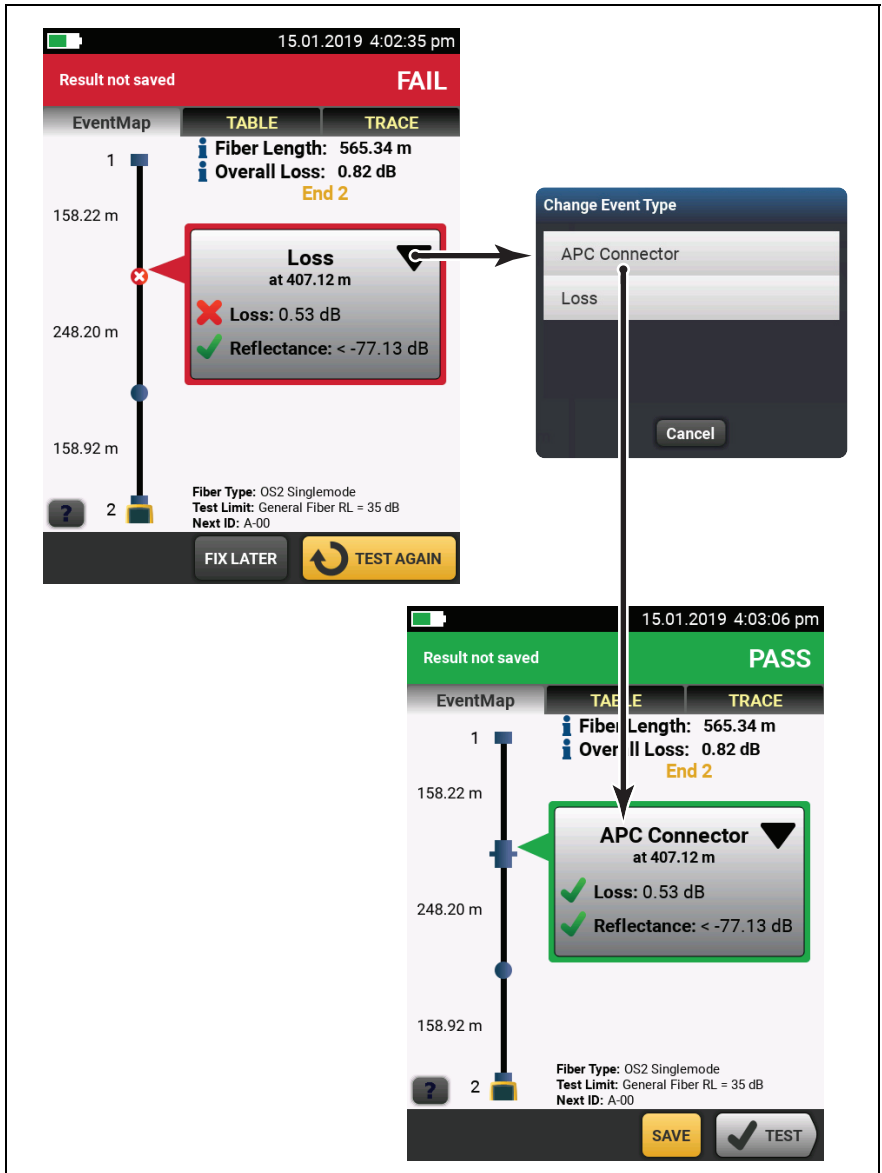 15.01.2019 4:02:35 pm
Result not saved FAIL
EventMap TABLE TRACE
1
i Fiber Length: 565.34 m
i Overall Loss: 0.82 dB
End 2
158.22 m
Loss
at 407.12 m
Loss: 0.53 dB
Reflectance: < -77.13 dB
248.20 m
158.92 m
Fiber Type: OS2 Singlemode
Test Limit: General Fiber RL = 35 dB
Next ID: A-00
? 2
FIX LATER TEST AGAIN
Change Event Type
APC Connector
Loss
Cancel
15.01.2019 4:03:06 pm
Result not saved PASS
EventMap TABLE TRACE
1
i Fiber Length: 565.34 m
i Overall Loss: 0.82 dB
End 2
158.22 m
APC Connector
at 407.12 m
Loss: 0.53 dB
Reflectance: < -77.13 dB
248.20 m
158.92 m
Fiber Type: OS2 Singlemode
Test Limit: General Fiber RL = 35 dB
Next ID: A-00
? 2
SAVE TEST